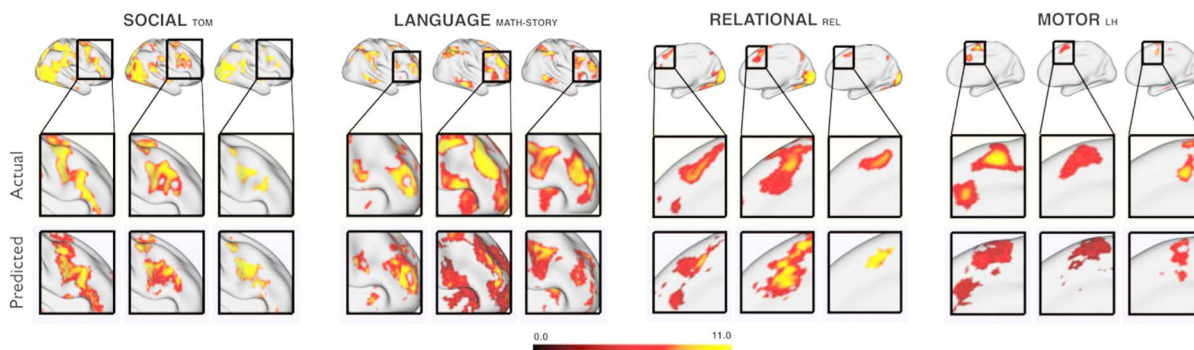 SOCIAL TOM
LANGUAGE MATH-STORY
RELATIONAL REL
MOTOR LH
Actual
Predicted
0.0
11.0